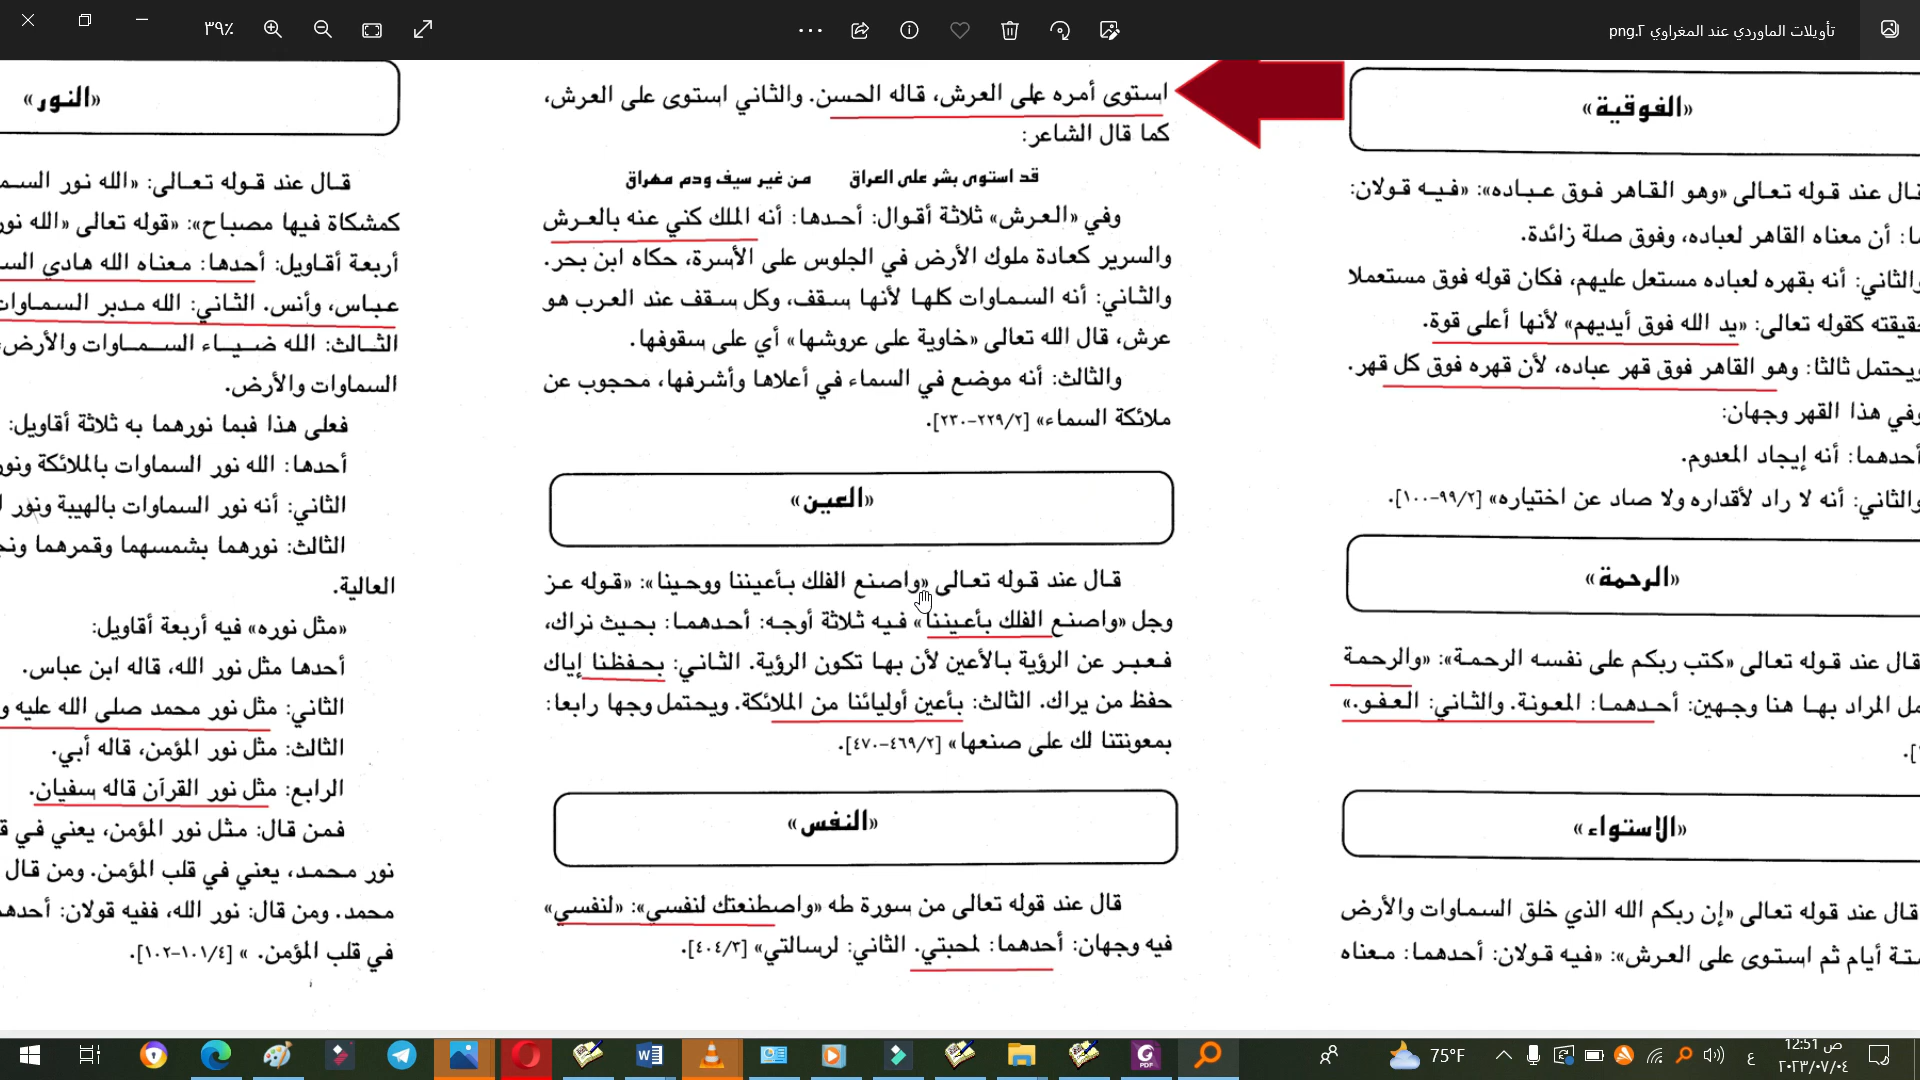 ٣٩٪
تأويلات الماوردي عند المغراوي ٢.png
«الفوقية»
قال عند قوله تعالى «وهو القاهر فوق عباده»: «فيه قولان:
أن معناه القاهر لعباده، وفوق صلة زائدة.
والثاني: أنه بقهره لعباده مستعل عليهم، فكان قوله فوق مستعملا
كقوله تعالى: «يد الله فوق أيديهم» لأنها أعلى قوة.
ويحتمل ثالثا: وهو القاهر فوق قهر عباده، لأن قهره فوق كل قهر.
وفي هذا القهر وجهان:
أحدهما: أنه إيجاد المعدوم.
والثاني: أنه لا راد لأقداره ولا صاد عن اختياره» [٩٩/٢-١٠٠].
«الرحمة»
قال عند قوله تعالى «كتب ربكم على نفسه الرحمة»: «والرحمة
المراد بها هنا وجهين: أحدهما: المعونة. والثاني: العفو.»
«الاستواء»
قال عند قوله تعالى «إن ربكم الله الذي خلق السماوات والأرض
ستة أيام ثم استوى على العرش»: «فيه قولان: أحدهما: معناه
استوى أمره على العرش، قاله الحسن. والثاني استوى على العرش،
كما قال الشاعر:
قد استوى بشر على العراق من غير سيف ودم مهراق
وفي «العرش» ثلاثة أقوال: أحدها: أنه الملك كني عنه بالعرش
والسرير كعادة ملوك الأرض في الجلوس على الأسرة، حكاه ابن بحر.
والثاني: أنه السماوات كلها لأنها سقف، وكل سقف عند العرب هو
عرش، قال الله تعالى «خاوية على عروشها» أي على سقوفها.
والثالث: أنه موضع في السماء في أعلاها وأشرفها، محجوب عن
ملائكة السماء» [٢٢٩/٢-٢٣٠].
«العين»
قال عند قوله تعالى «واصنع الفلك بأعيننا ووحينا»: «قوله عز
وجل «واصنع الفلك بأعيننا» فيه ثلاثة أوجه: أحدهما: بحيث نراك،
فعبر عن الرؤية بالأعين لأن بها تكون الرؤية. الثاني: بحفظنا إياك
حفظ من يراك. الثالث: بأعين أوليائنا من الملائكة. ويحتمل وجها رابعا:
بمعونتنا لك على صنعها» [٤٦٩/٢-٤٧٠].
«النفس»
قال عند قوله تعالى من سورة طه «واصطنعتك لنفسي»: «لنفسي»
فيه وجهان: أحدهما: لمحبتي. الثاني: لرسالتي» [٤٠٤/٣].
«النور»
قال عند قوله تعالى: «الله نور
كمشكاة فيها مصباح»: «قوله تعالى «الله نور
أربعة أقاويل: أحدها: معناه الله هادي
عباس، وأنس. الثاني: الله مدبر السماوات
الثالث: الله ضياء السماوات والأرض
السماوات والأرض.
فعلى هذا فبما نورهما به ثلاثة أقاويل:
أحدها: الله نور السماوات بالملائكة ونور
الثاني: أنه نور السماوات بالهيبة ونور
الثالث: نورهما بشمسهما وقمرهما
العالية.
«مثل نوره» فيه أربعة أقاويل:
أحدها مثل نور الله، قاله ابن عباس.
الثاني: مثل نور محمد صلى الله عليه
الثالث: مثل نور المؤمن، قاله أبي.
الرابع: مثل نور القرآن قاله سفيان.
فمن قال: مثل نور المؤمن، يعني في
نور محمد، يعني في قلب المؤمن. ومن قال
محمد. ومن قال: نور الله، ففيه قولان:
في قلب المؤمن. » [١٠١/٤-١٠٢].
75°F
ع
12:51 ص
٢٠٢٣/٠٧/٠٤